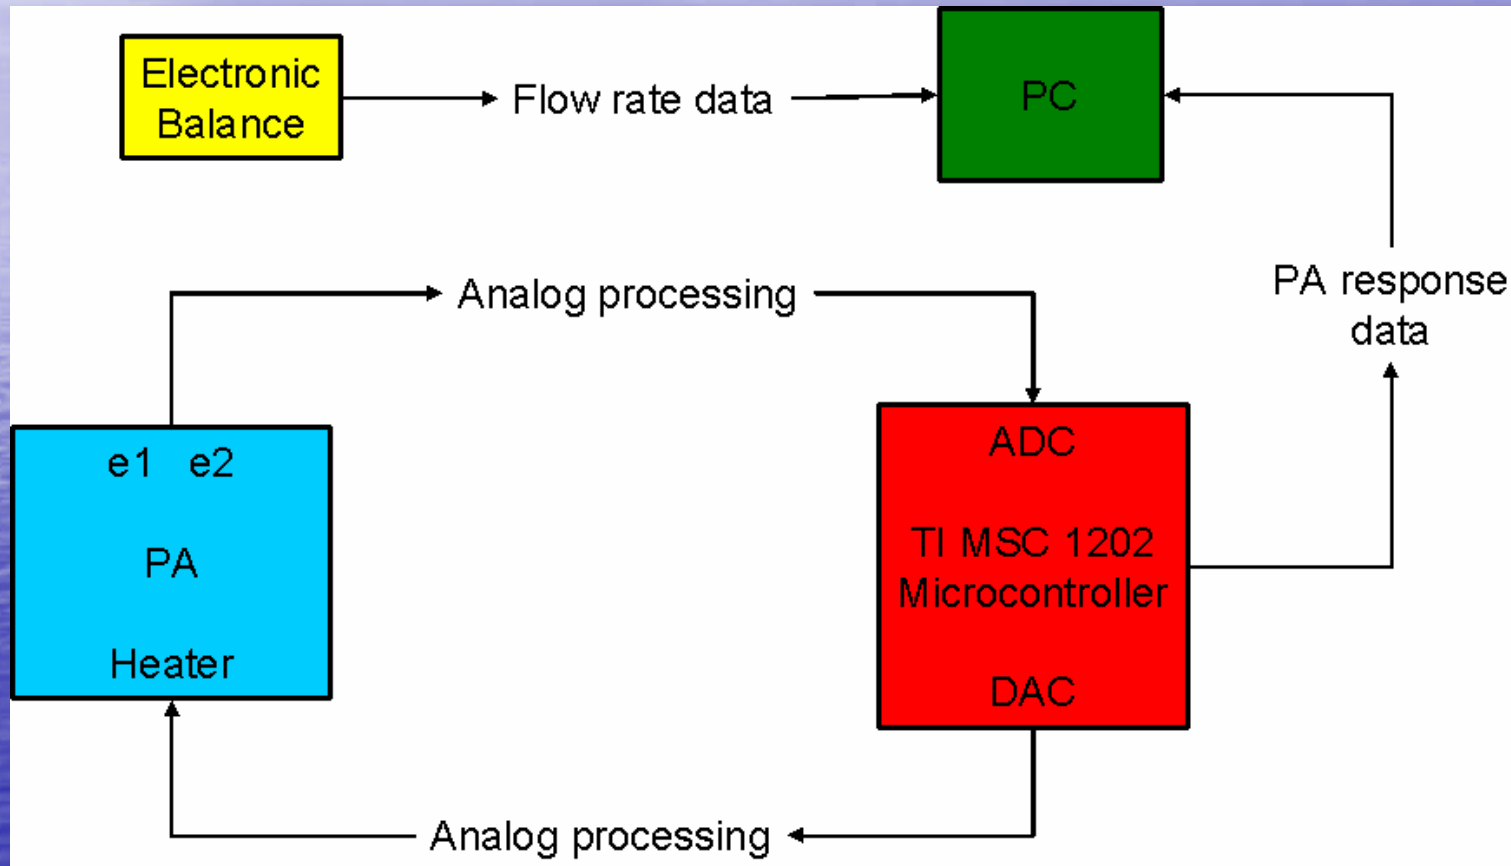 Electronic
Balance
Flow rate data
PC
Analog processing
PA response
data
e1 e2
PA
Heater
ADC
TI MSC 1202
Microcontroller
DAC
Analog processing